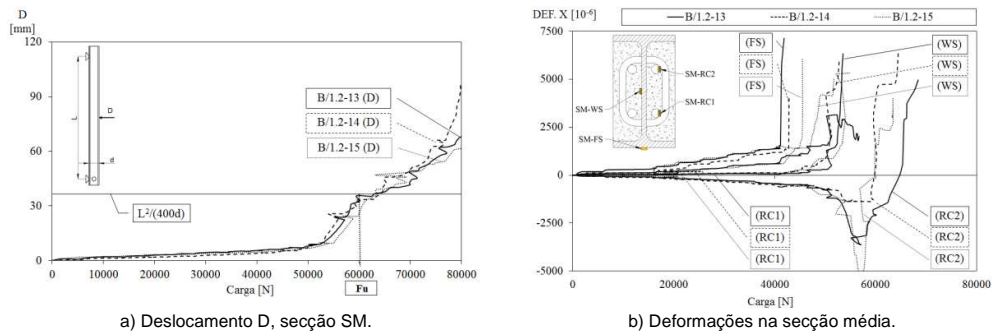 D
[mm]
120
90
60
30
0
L
D
d
B/1.2-13 (D)
B/1.2-14 (D)
B/1.2-15 (D)
L²/(400d)
0 10000 20000 30000 40000 50000 60000 70000 80000
Carga [N]
Fu
a) Deslocamento D, secção SM.
DEF. X [10⁻⁶]
B/1.2-13 B/1.2-14 B/1.2-15
7500
5000
2500
0
-2500
-5000
(FS)
(FS)
(FS)
(WS)
(WS)
(WS)
SM-RC2
SM-WS
SM-RC1
SM-FS
(RC1)
(RC1)
(RC1)
(RC2)
(RC2)
(RC2)
0 20000 40000 60000 80000
Carga [N]
b) Deformações na secção média.